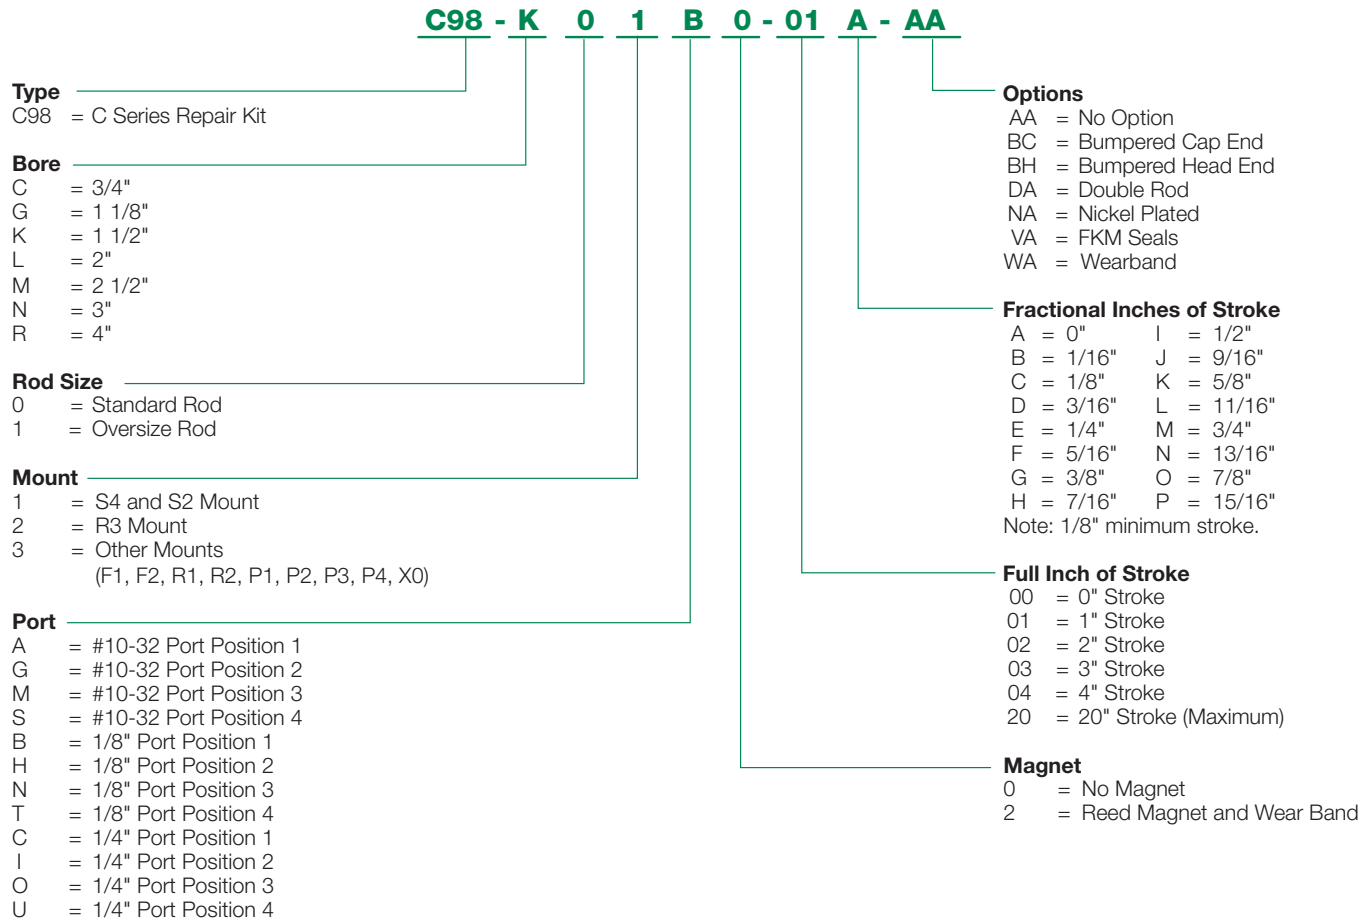 C98 - K 0 1 B 0 - 01 A - AA
Type
C98 = C Series Repair Kit
Bore
C = 3/4"
G = 1 1/8"
K = 1 1/2"
L = 2"
M = 2 1/2"
N = 3"
R = 4"
Rod Size
0 = Standard Rod
1 = Oversize Rod
Mount
1 = S4 and S2 Mount
2 = R3 Mount
3 = Other Mounts
(F1, F2, R1, R2, P1, P2, P3, P4, X0)
Port
A = #10-32 Port Position 1
G = #10-32 Port Position 2
M = #10-32 Port Position 3
S = #10-32 Port Position 4
B = 1/8" Port Position 1
H = 1/8" Port Position 2
N = 1/8" Port Position 3
T = 1/8" Port Position 4
C = 1/4" Port Position 1
I = 1/4" Port Position 2
O = 1/4" Port Position 3
U = 1/4" Port Position 4
Options
AA = No Option
BC = Bumpered Cap End
BH = Bumpered Head End
DA = Double Rod
NA = Nickel Plated
VA = FKM Seals
WA = Wearband
Fractional Inches of Stroke
A = 0" I = 1/2"
B = 1/16" J = 9/16"
C = 1/8" K = 5/8"
D = 3/16" L = 11/16"
E = 1/4" M = 3/4"
F = 5/16" N = 13/16"
G = 3/8" O = 7/8"
H = 7/16" P = 15/16"
Note: 1/8" minimum stroke.
Full Inch of Stroke
00 = 0" Stroke
01 = 1" Stroke
02 = 2" Stroke
03 = 3" Stroke
04 = 4" Stroke
20 = 20" Stroke (Maximum)
Magnet
0 = No Magnet
2 = Reed Magnet and Wear Band